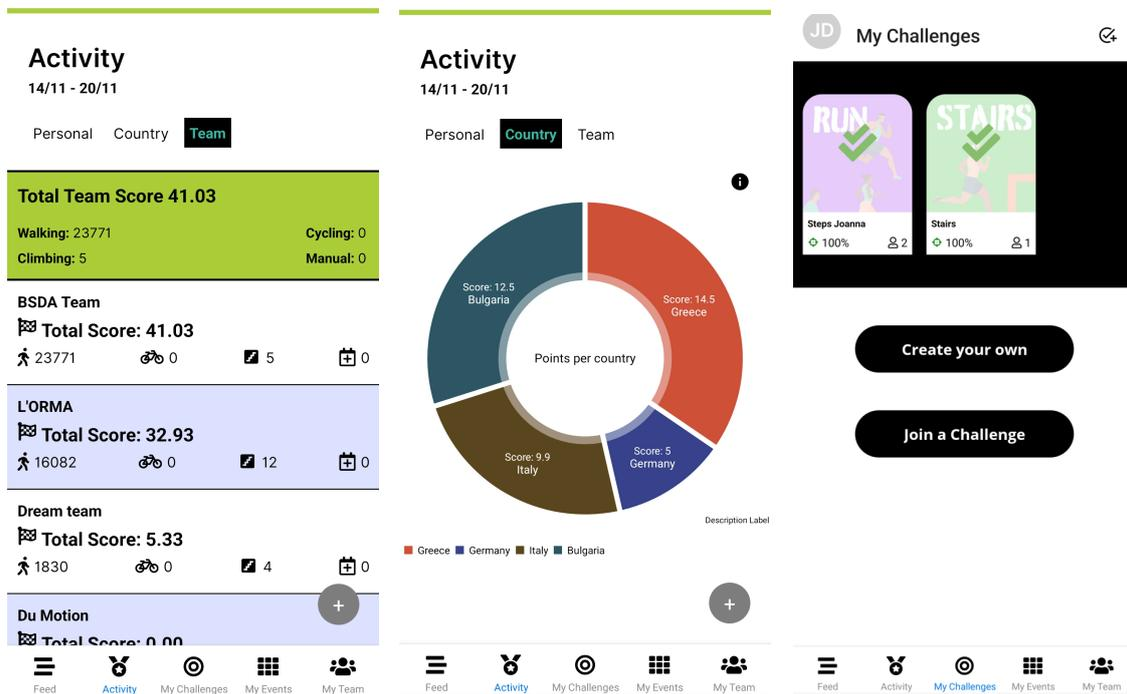 Activity
14/11 - 20/11
Personal Country Team
Total Team Score 41.03
Walking: 23771 Cycling: 0
Climbing: 5 Manual: 0
BSDA Team
Total Score: 41.03
23771 0 5 0
L'ORMA
Total Score: 32.93
16082 0 12 0
Dream team
Total Score: 5.33
1830 0 4 0
+
Du Motion
Total Score: 0.00
Feed Activity My Challenges My Events My Team
Activity
14/11 - 20/11
Personal Country Team
i
Score: 12.5
Bulgaria
Score: 14.5
Greece
Points per country
Score: 9.9
Italy
Score: 5
Germany
Description Label
Greece Germany Italy Bulgaria
+
Feed Activity My Challenges My Events My Team
JD My Challenges
RUN STAIRS
Steps Joanna Stairs
100% 2 100% 1
Create your own
Join a Challenge
Feed Activity My Challenges My Events My Team